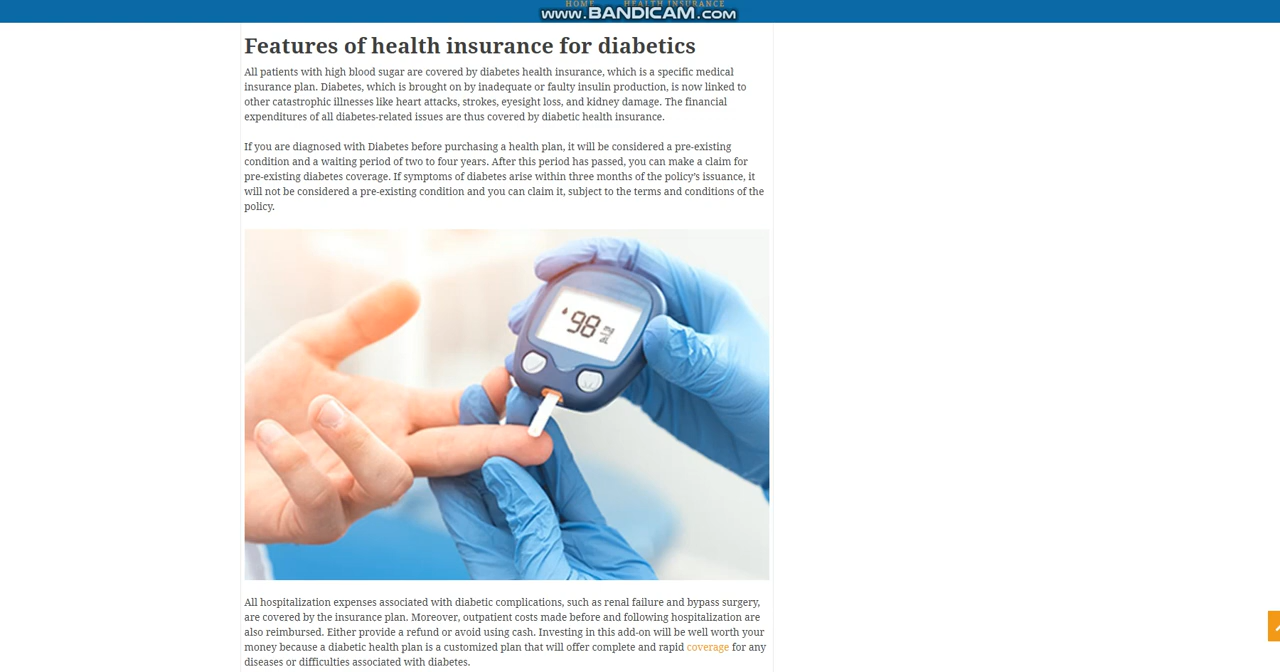 HOME HEALTH INSURANCE
www.BANDICAM.com
Features of health insurance for diabetics
All patients with high blood sugar are covered by diabetes health insurance, which is a specific medical
insurance plan. Diabetes, which is brought on by inadequate or faulty insulin production, is now linked to
other catastrophic illnesses like heart attacks, strokes, eyesight loss, and kidney damage. The financial
expenditures of all diabetes-related issues are thus covered by diabetic health insurance.
If you are diagnosed with Diabetes before purchasing a health plan, it will be considered a pre-existing
condition and a waiting period of two to four years. After this period has passed, you can make a claim for
pre-existing diabetes coverage. If symptoms of diabetes arise within three months of the policy's issuance, it
will not be considered a pre-existing condition and you can claim it, subject to the terms and conditions of the
policy.
98 mg/dL
All hospitalization expenses associated with diabetic complications, such as renal failure and bypass surgery,
are covered by the insurance plan. Moreover, outpatient costs made before and following hospitalization are
also reimbursed. Either provide a refund or avoid using cash. Investing in this add-on will be well worth your
money because a diabetic health plan is a customized plan that will offer complete and rapid coverage for any
diseases or difficulties associated with diabetes.